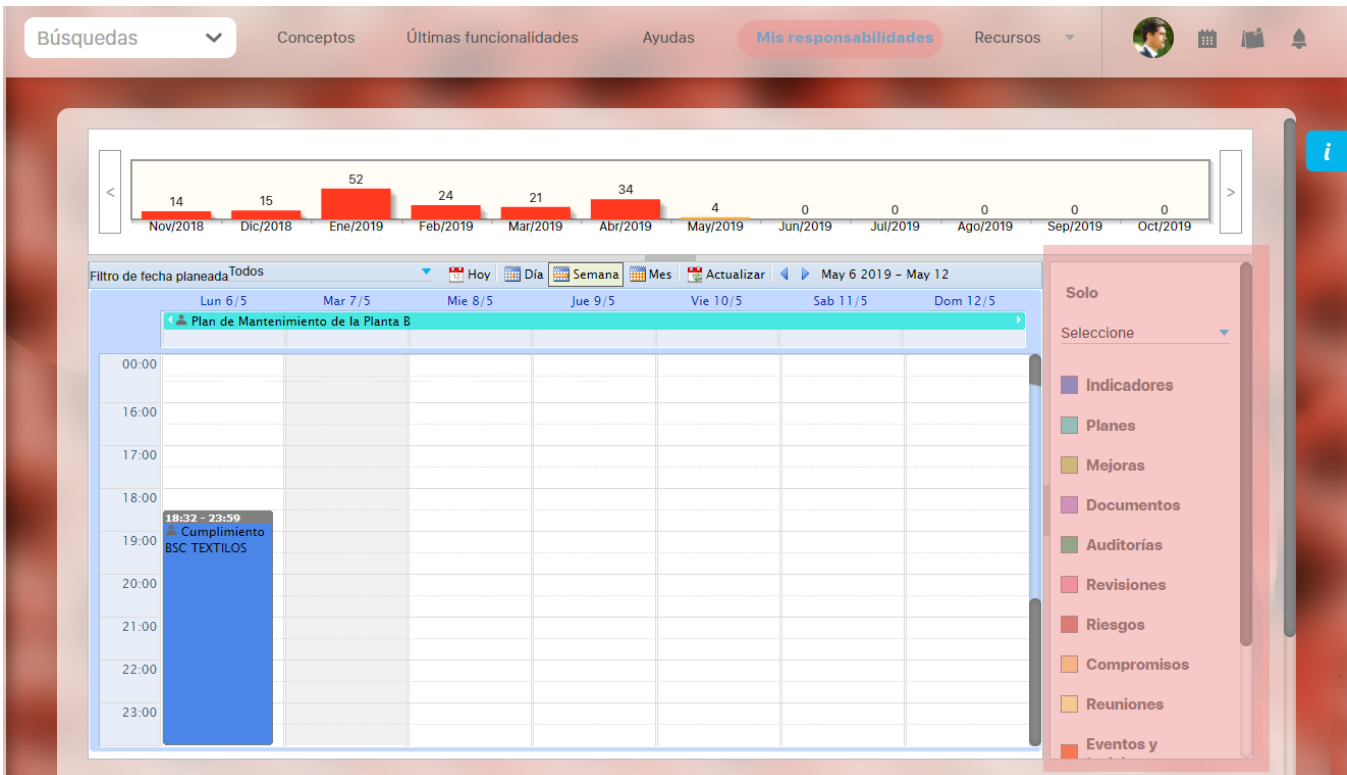 Búsquedas Conceptos Últimas funcionalidades Ayudas Mis responsabilidades Recursos
i
< 14 15 52 24 21 34 4 0 0 0 0 0 >
Nov/2018 Dic/2018 Ene/2019 Feb/2019 Mar/2019 Abr/2019 May/2019 Jun/2019 Jul/2019 Ago/2019 Sep/2019 Oct/2019
Filtro de fecha planeada Todos Hoy Día Semana Mes Actualizar May 6 2019 - May 12
Lun 6/5 Mar 7/5 Mie 8/5 Jue 9/5 Vie 10/5 Sab 11/5 Dom 12/5
Plan de Mantenimiento de la Planta B
00:00
16:00
17:00
18:00
18:32 - 23:59
Cumplimiento
19:00
BSC TEXTILOS
20:00
21:00
22:00
23:00
Solo
Seleccione
Indicadores
Planes
Mejoras
Documentos
Auditorías
Revisiones
Riesgos
Compromisos
Reuniones
Eventos y